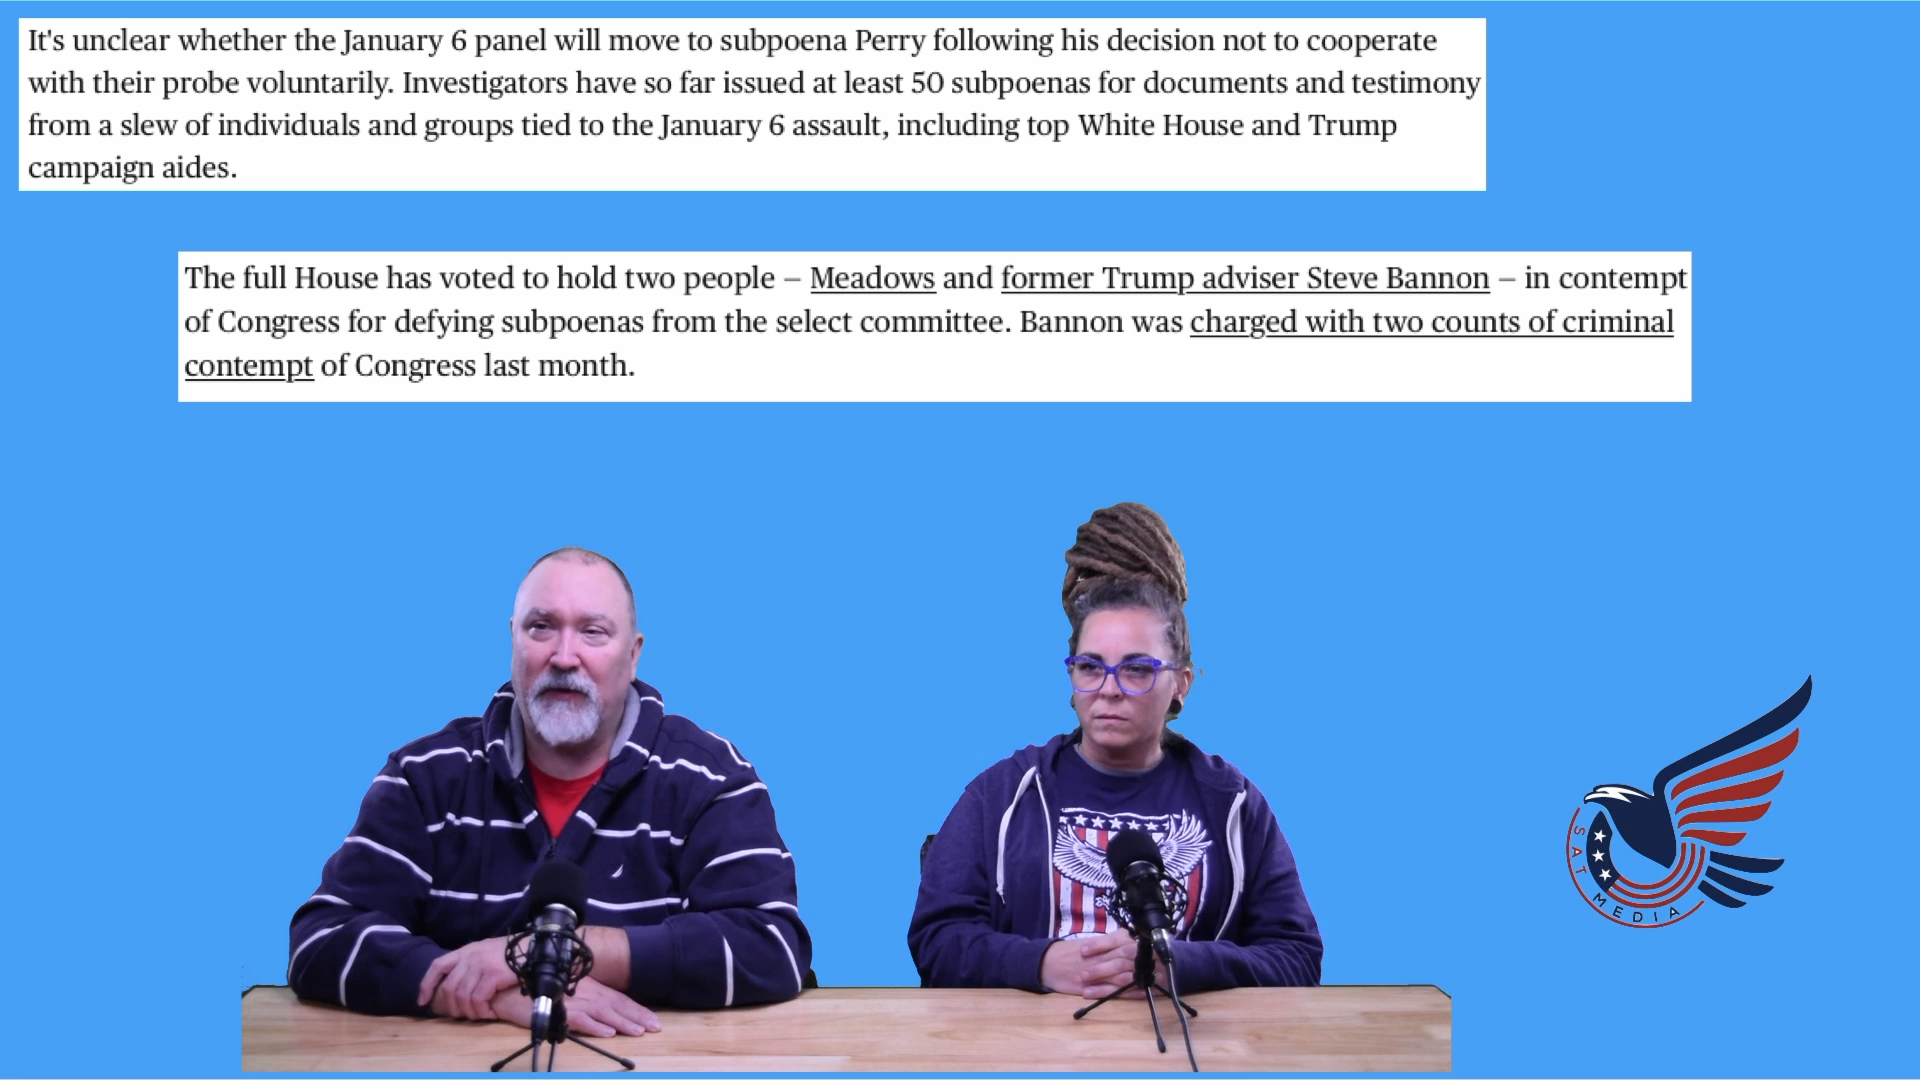 It's unclear whether the January 6 panel will move to subpoena Perry following his decision not to cooperate
with their probe voluntarily. Investigators have so far issued at least 50 subpoenas for documents and testimony
from a slew of individuals and groups tied to the January 6 assault, including top White House and Trump
campaign aides.
The full House has voted to hold two people – Meadows and former Trump adviser Steve Bannon – in contempt
of Congress for defying subpoenas from the select committee. Bannon was charged with two counts of criminal
contempt of Congress last month.
SAT MEDIA